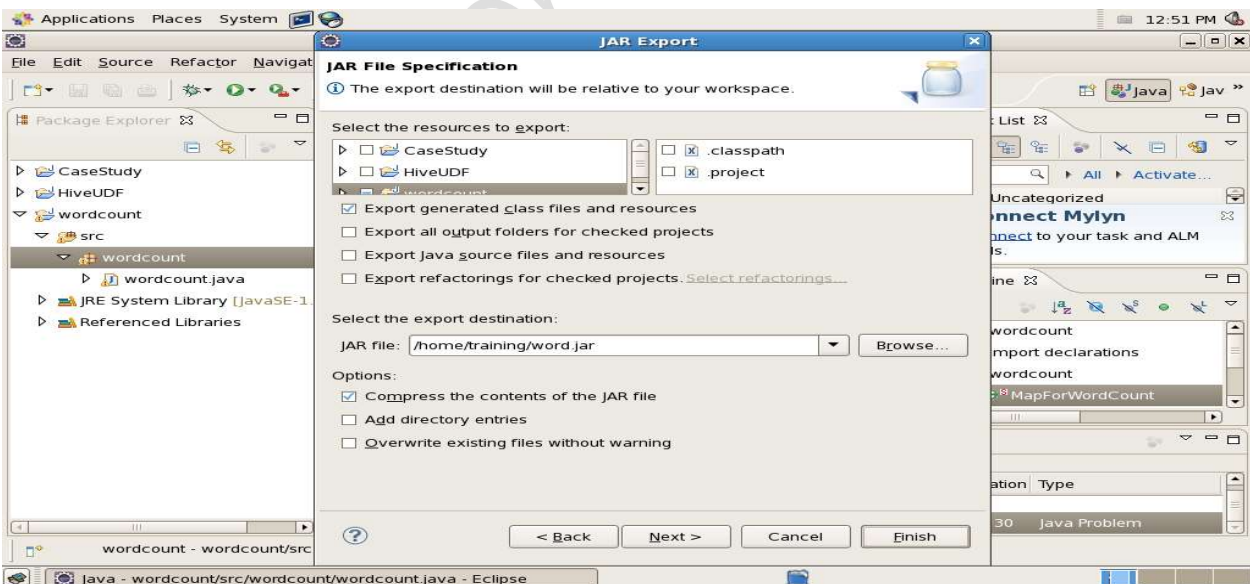 Applications Places System
12:51 PM
JAR Export
File Edit Source Refactor Navigat
JAR File Specification
The export destination will be relative to your workspace.
Java Jav »
Package Explorer
List
Select the resources to export:
CaseStudy
HiveUDF
wordcount
.classpath
.project
All Activate...
CaseStudy
HiveUDF
wordcount
src
wordcount
wordcount.java
JRE System Library [JavaSE-1.
Referenced Libraries
Export generated class files and resources
Export all output folders for checked projects
Export Java source files and resources
Export refactorings for checked projects. Select refactorings...
Uncategorized
onnect Mylyn
nnect to your task and ALM
ls.
ine
Select the export destination:
JAR file: /home/training/word.jar
Browse...
wordcount
mport declarations
wordcount
MapForWordCount
Options:
Compress the contents of the JAR file
Add directory entries
Overwrite existing files without warning
ation Type
30 Java Problem
< Back Next > Cancel Finish
wordcount - wordcount/src
Java - wordcount/src/wordcount/wordcount.java - Eclipse